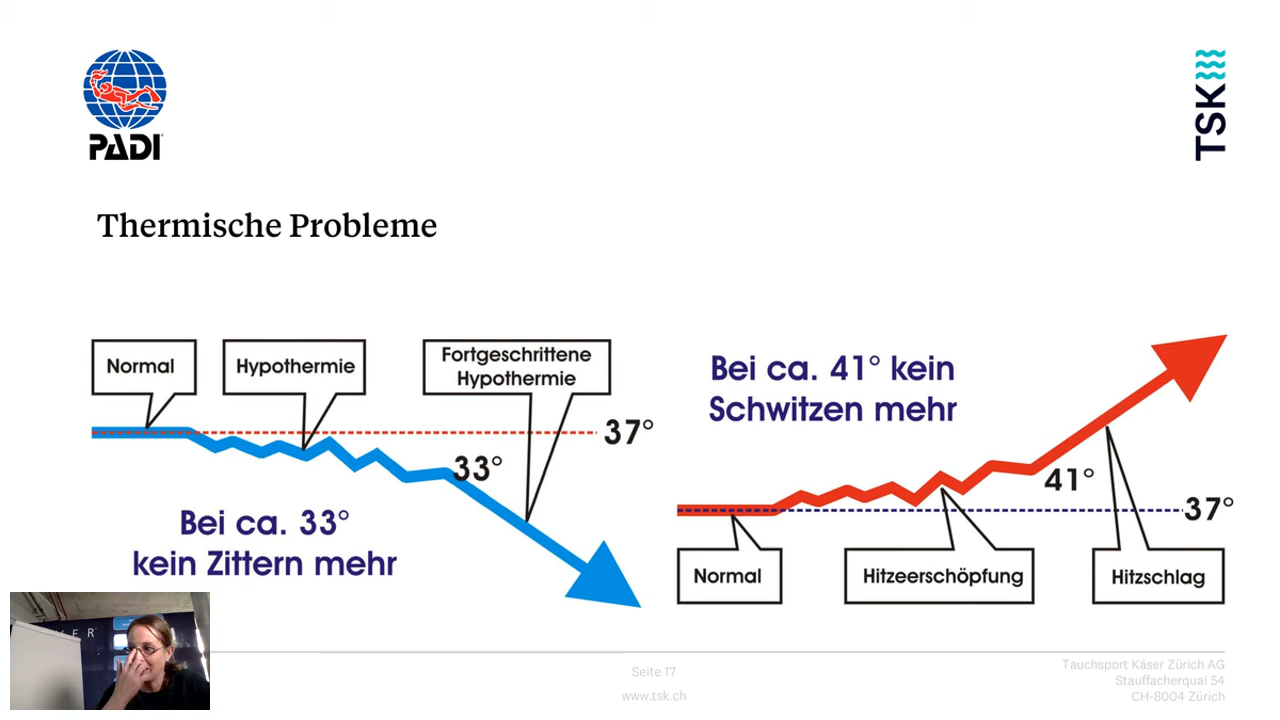 PADI
TSK
Thermische Probleme
Normal
Hypothermie
Fortgeschrittene
Hypothermie
37°
33°
Bei ca. 33°
kein Zittern mehr
Bei ca. 41° kein
Schwitzen mehr
41°
37°
Normal
Hitzeerschöpfung
Hitzschlag
Seite 17
www.tsk.ch
Tauchsport Käser Zürich AG
Stauffacherquai 54
CH-8004 Zürich